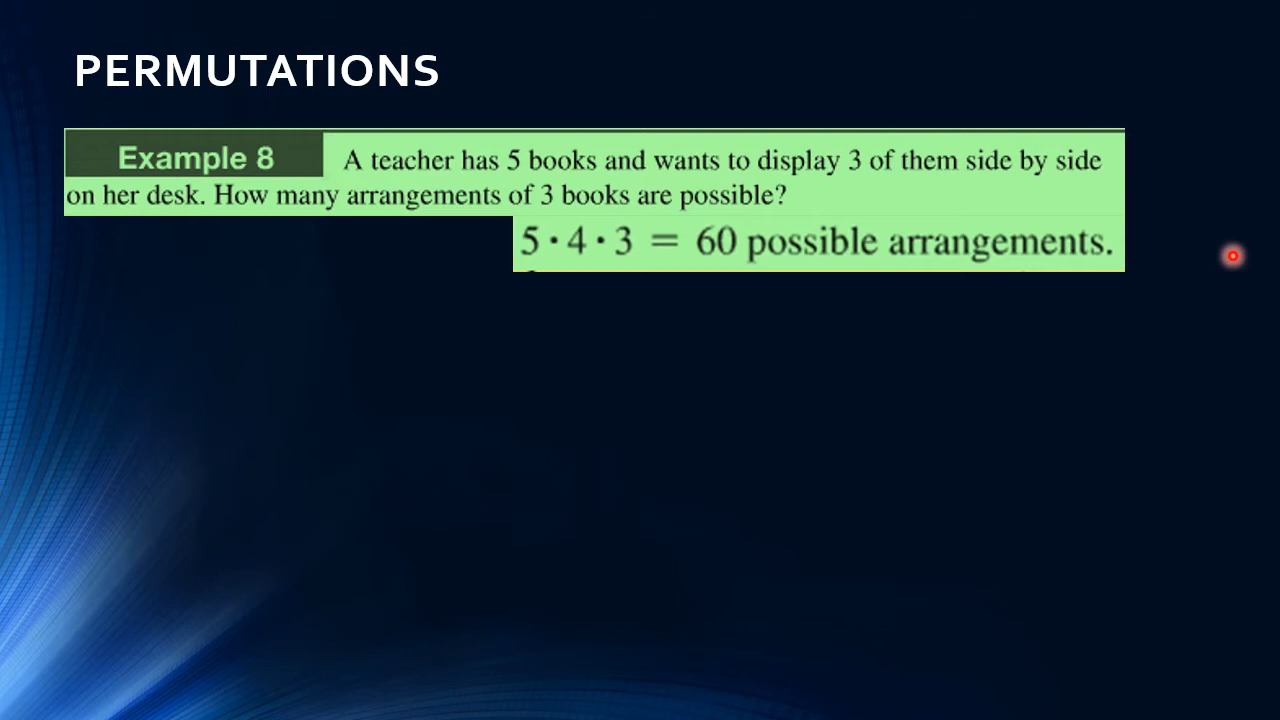 PERMUTATIONS
Example 8 A teacher has 5 books and wants to display 3 of them side by side
on her desk. How many arrangements of 3 books are possible?
5 · 4 · 3 = 60 possible arrangements.